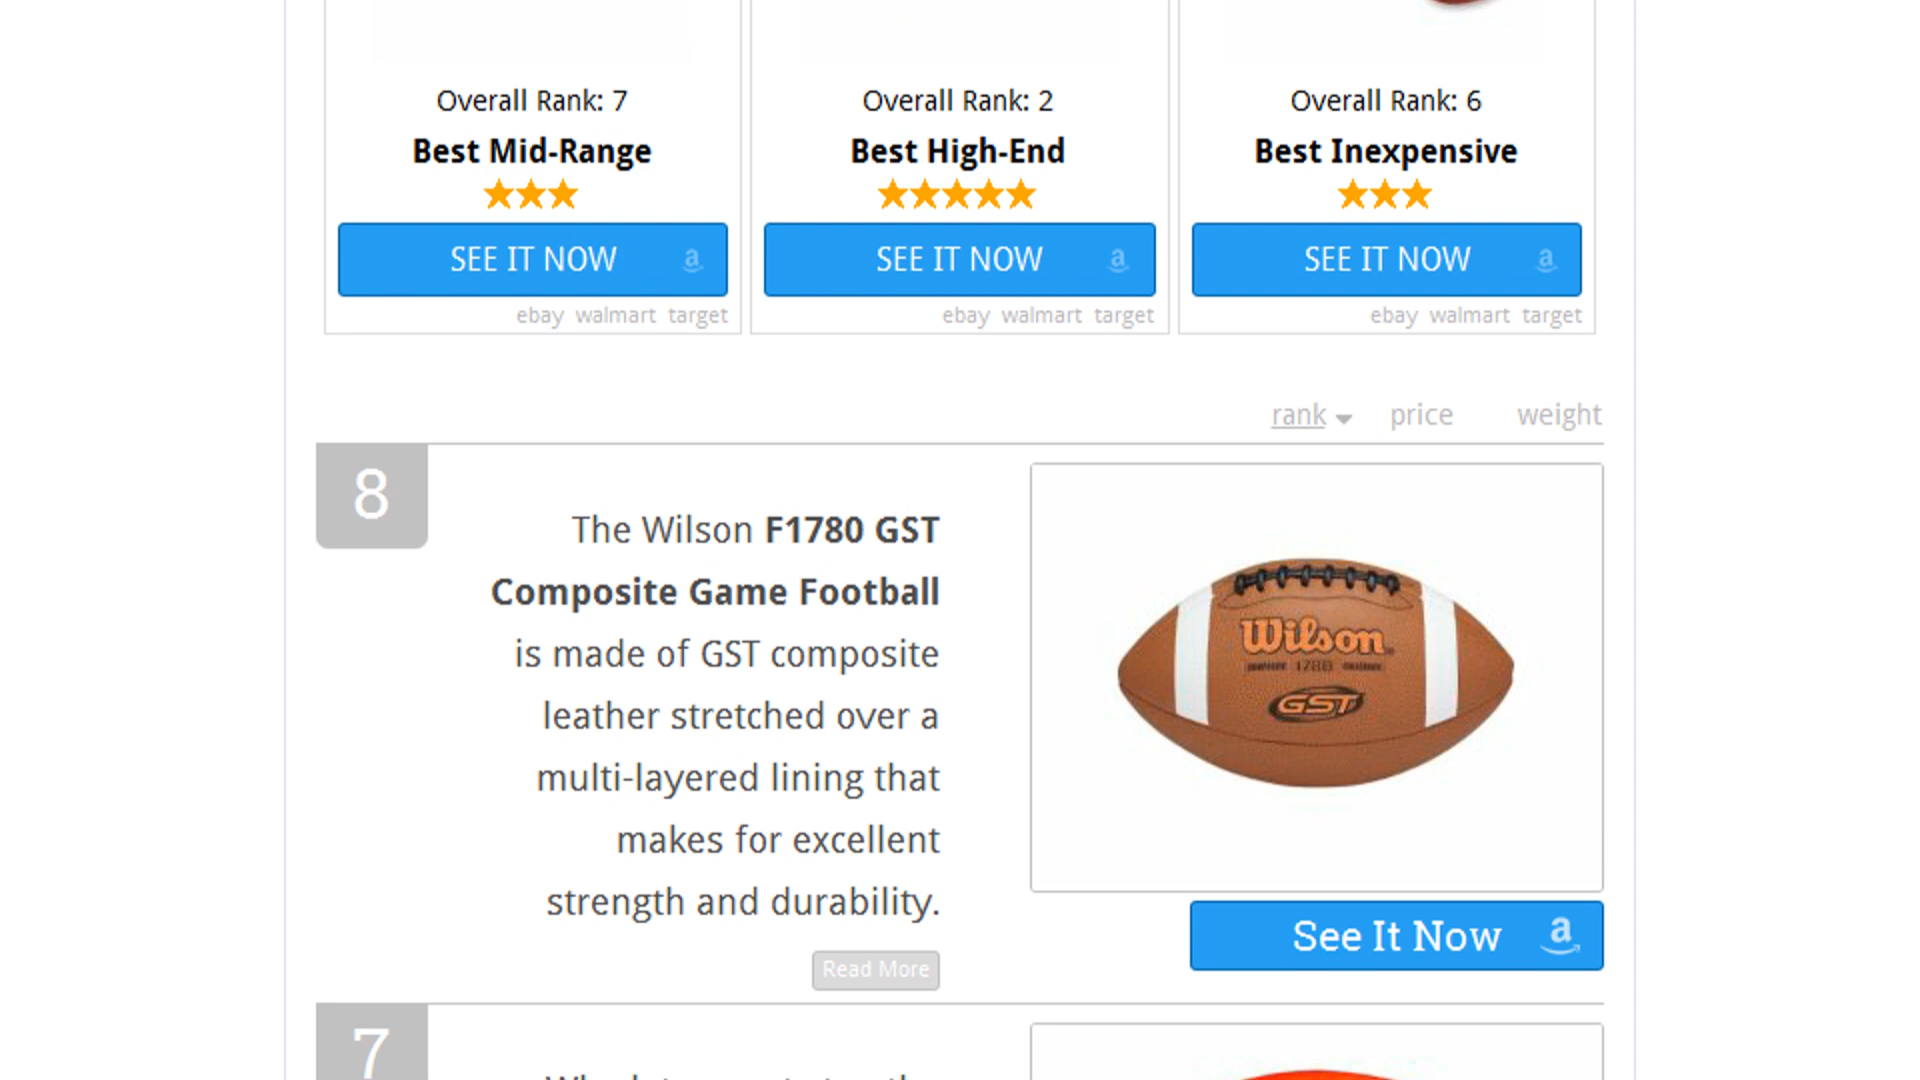 Overall Rank: 7
Best Mid-Range
SEE IT NOW
ebay walmart target
Overall Rank: 2
Best High-End
SEE IT NOW
ebay walmart target
Overall Rank: 6
Best Inexpensive
SEE IT NOW
ebay walmart target
rank price weight
8
The Wilson F1780 GST
Composite Game Football
is made of GST composite
leather stretched over a
multi-layered lining that
makes for excellent
strength and durability.
Read More
Wilson
GST
See It Now
7